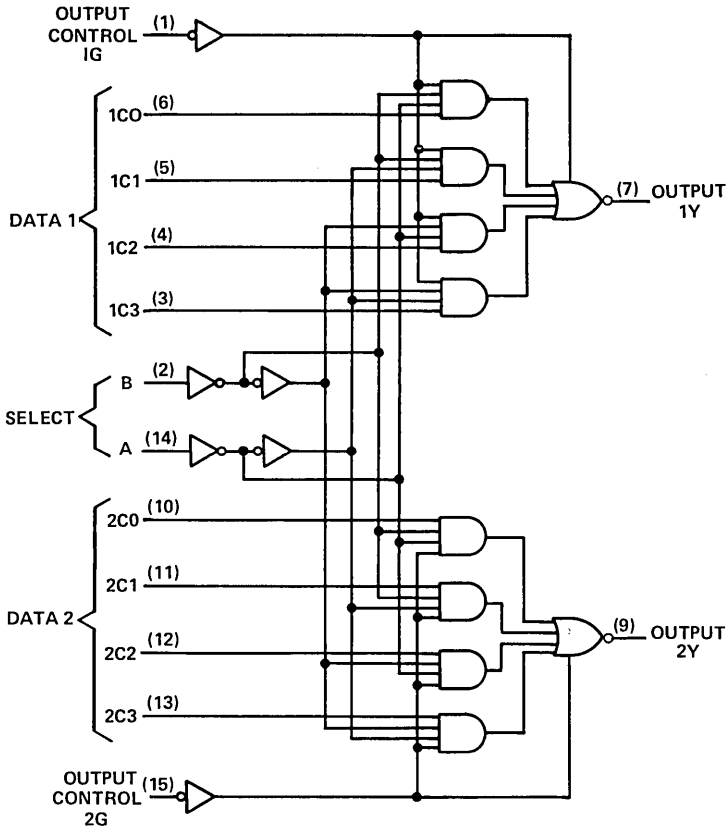 OUTPUT
CONTROL
IG
(1)
1CO
(6)
1C1
(5)
DATA 1
1C2
(4)
1C3
(3)
(7)
OUTPUT
1Y
B
(2)
SELECT
A
(14)
2C0
(10)
2C1
(11)
DATA 2
2C2
(12)
2C3
(13)
(9)
OUTPUT
2Y
OUTPUT
CONTROL
2G
(15)